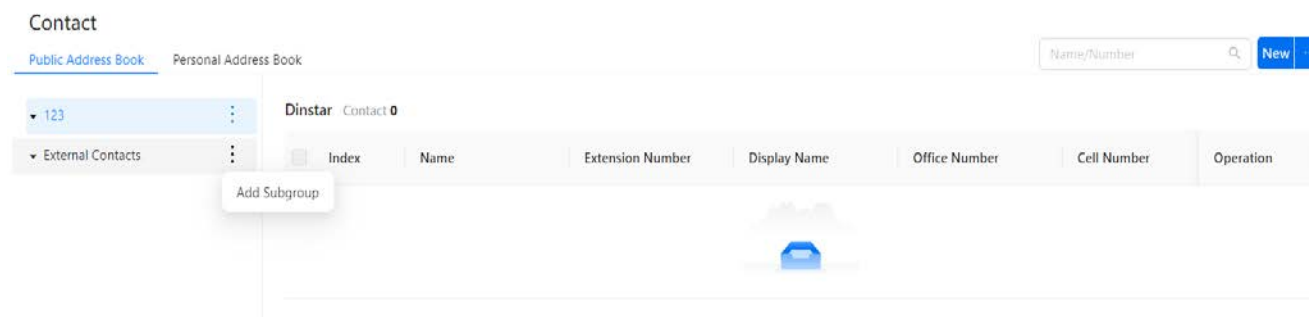 Contact
Public Address Book Personal Address Book
Name/Number
New
123
Dinstar Contact 0
External Contacts
Index Name Extension Number Display Name Office Number Cell Number Operation
Add Subgroup